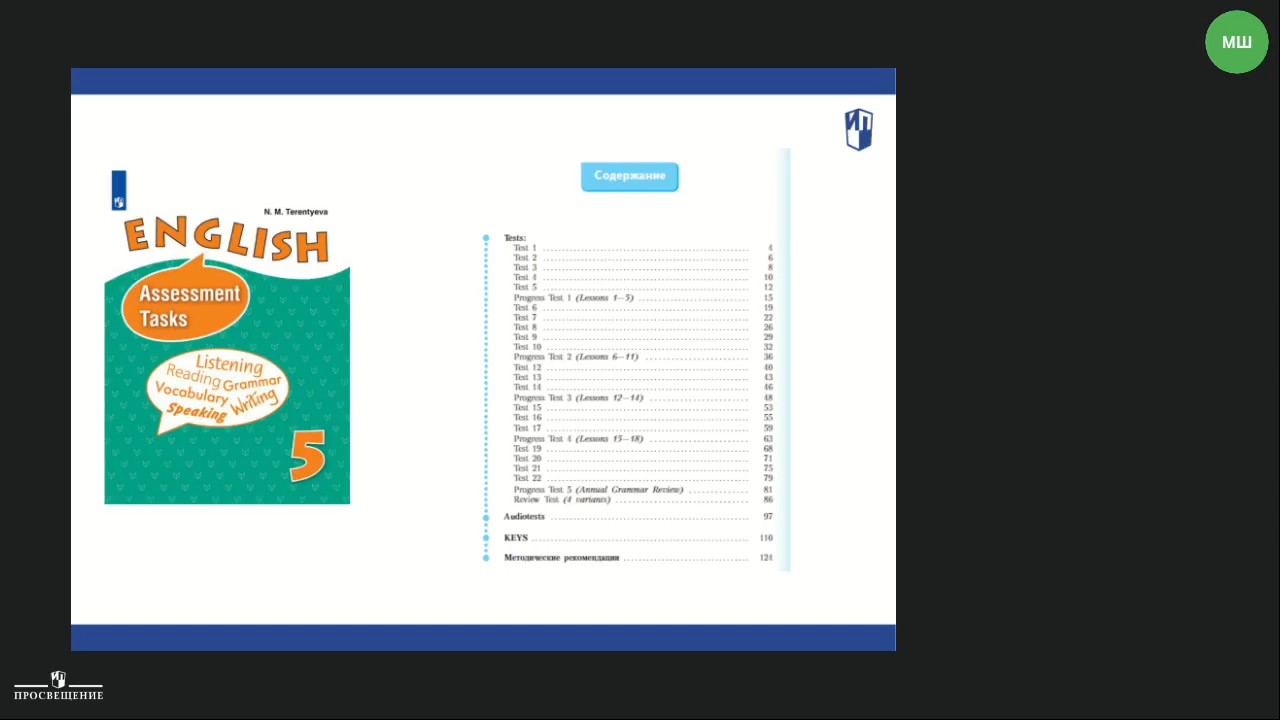 МШ
N. M. Terentyeva
ENGLISH
Assessment
Tasks
Listening
Reading Grammar
Vocabulary
Speaking Writing
5
Содержание
Tests:
Test 1 4
Test 2 6
Test 3 8
Test 4 10
Test 5 12
Progress Test 1 (Lessons 1–5) 15
Test 6 19
Test 7 22
Test 8 26
Test 9 29
Test 10 32
Progress Test 2 (Lessons 6–11) 36
Test 12 40
Test 13 43
Test 14 46
Progress Test 3 (Lessons 12–14) 48
Test 15 53
Test 16 55
Test 17 59
Progress Test 4 (Lessons 15–18) 63
Test 19 68
Test 20 71
Test 21 75
Test 22 79
Progress Test 5 (Annual Grammar Review) 81
Review Test (4 variants) 86
Audiotests 97
KEYS 110
Методические рекомендации 124
ПРОСВЕЩЕНИЕ